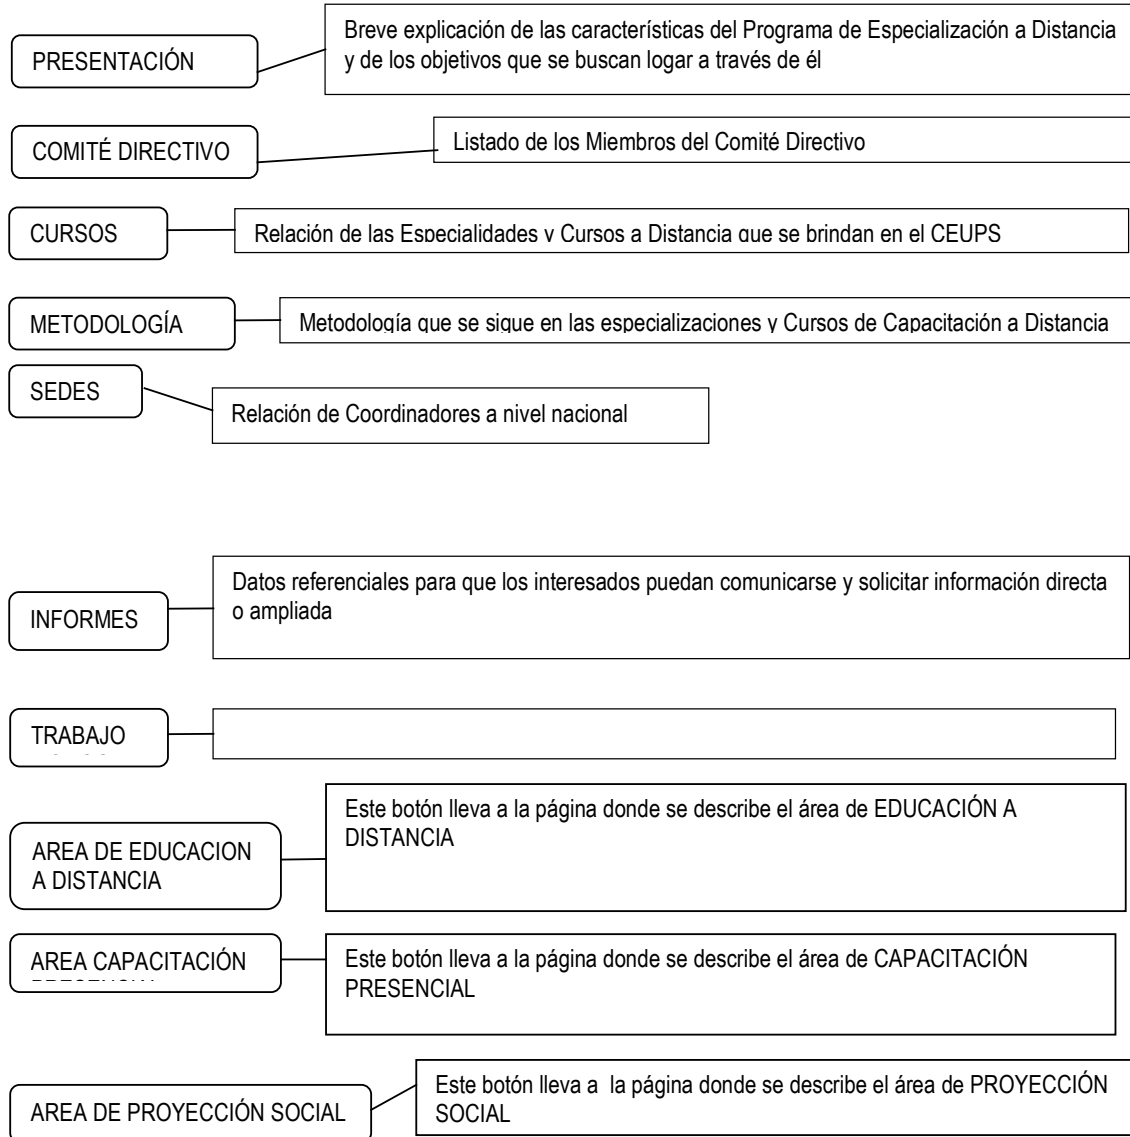 PRESENTACIÓN
Breve explicación de las características del Programa de Especialización a Distancia
y de los objetivos que se buscan logar a través de él
COMITÉ DIRECTIVO
Listado de los Miembros del Comité Directivo
CURSOS
Relación de las Especialidades y Cursos a Distancia que se brindan en el CEUPS
METODOLOGÍA
Metodología que se sigue en las especializaciones y Cursos de Capacitación a Distancia
SEDES
Relación de Coordinadores a nivel nacional
INFORMES
Datos referenciales para que los interesados puedan comunicarse y solicitar información directa
o ampliada
TRABAJO
AREA DE EDUCACION
A DISTANCIA
Este botón lleva a la página donde se describe el área de EDUCACIÓN A
DISTANCIA
AREA CAPACITACIÓN
Este botón lleva a la página donde se describe el área de CAPACITACIÓN
PRESENCIAL
AREA DE PROYECCIÓN SOCIAL
Este botón lleva a la página donde se describe el área de PROYECCIÓN
SOCIAL